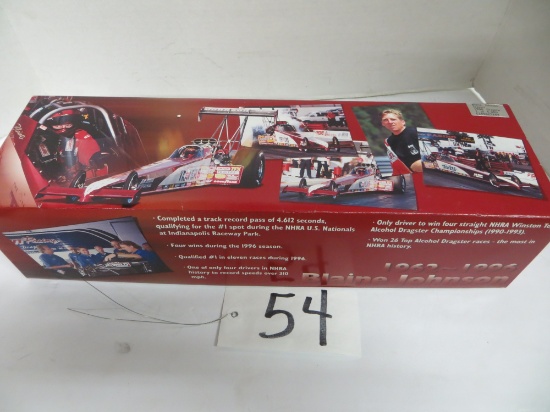 · Completed a track record pass of 4.612 seconds,
qualifying for the #1 spot during the NHRA U.S. Nationals
at Indianapolis Raceway Park.
· Four wins during the 1996 season.
· Qualified #1 in eleven races during 1996.
· One of only four drivers in NHRA
history to record speeds over 310
mph.
· Only driver to win four straight NHRA Winston To
Alcohol Dragster Championships (1990-1993).
· Won 26 Top Alcohol Dragster races - the most in
NHRA history.
1962 - 1996
Blaine Johnson
54